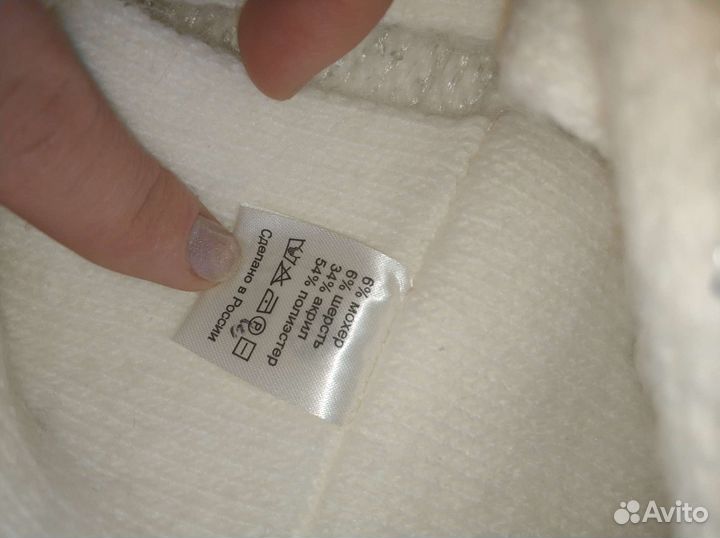 6% мохер
6% шерсть
34% акрил
54% полиэстер
P
Сделано в России
Avito